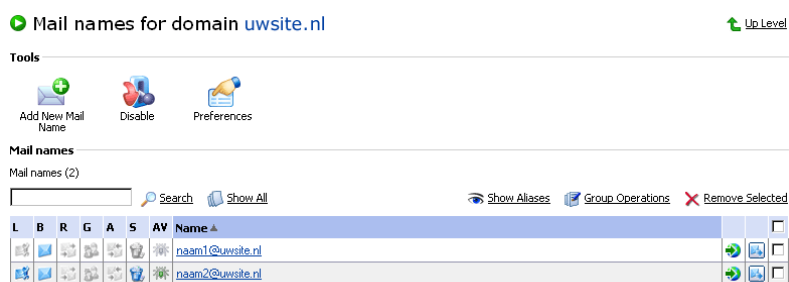 Mail names for domain uwsite.nl
Up Level
Tools
Add New Mail Name
Disable
Preferences
Mail names
Mail names (2)
Search
Show All
Show Aliases
Group Operations
Remove Selected
L B R G A S AV Name
naam1@uwsite.nl
naam2@uwsite.nl